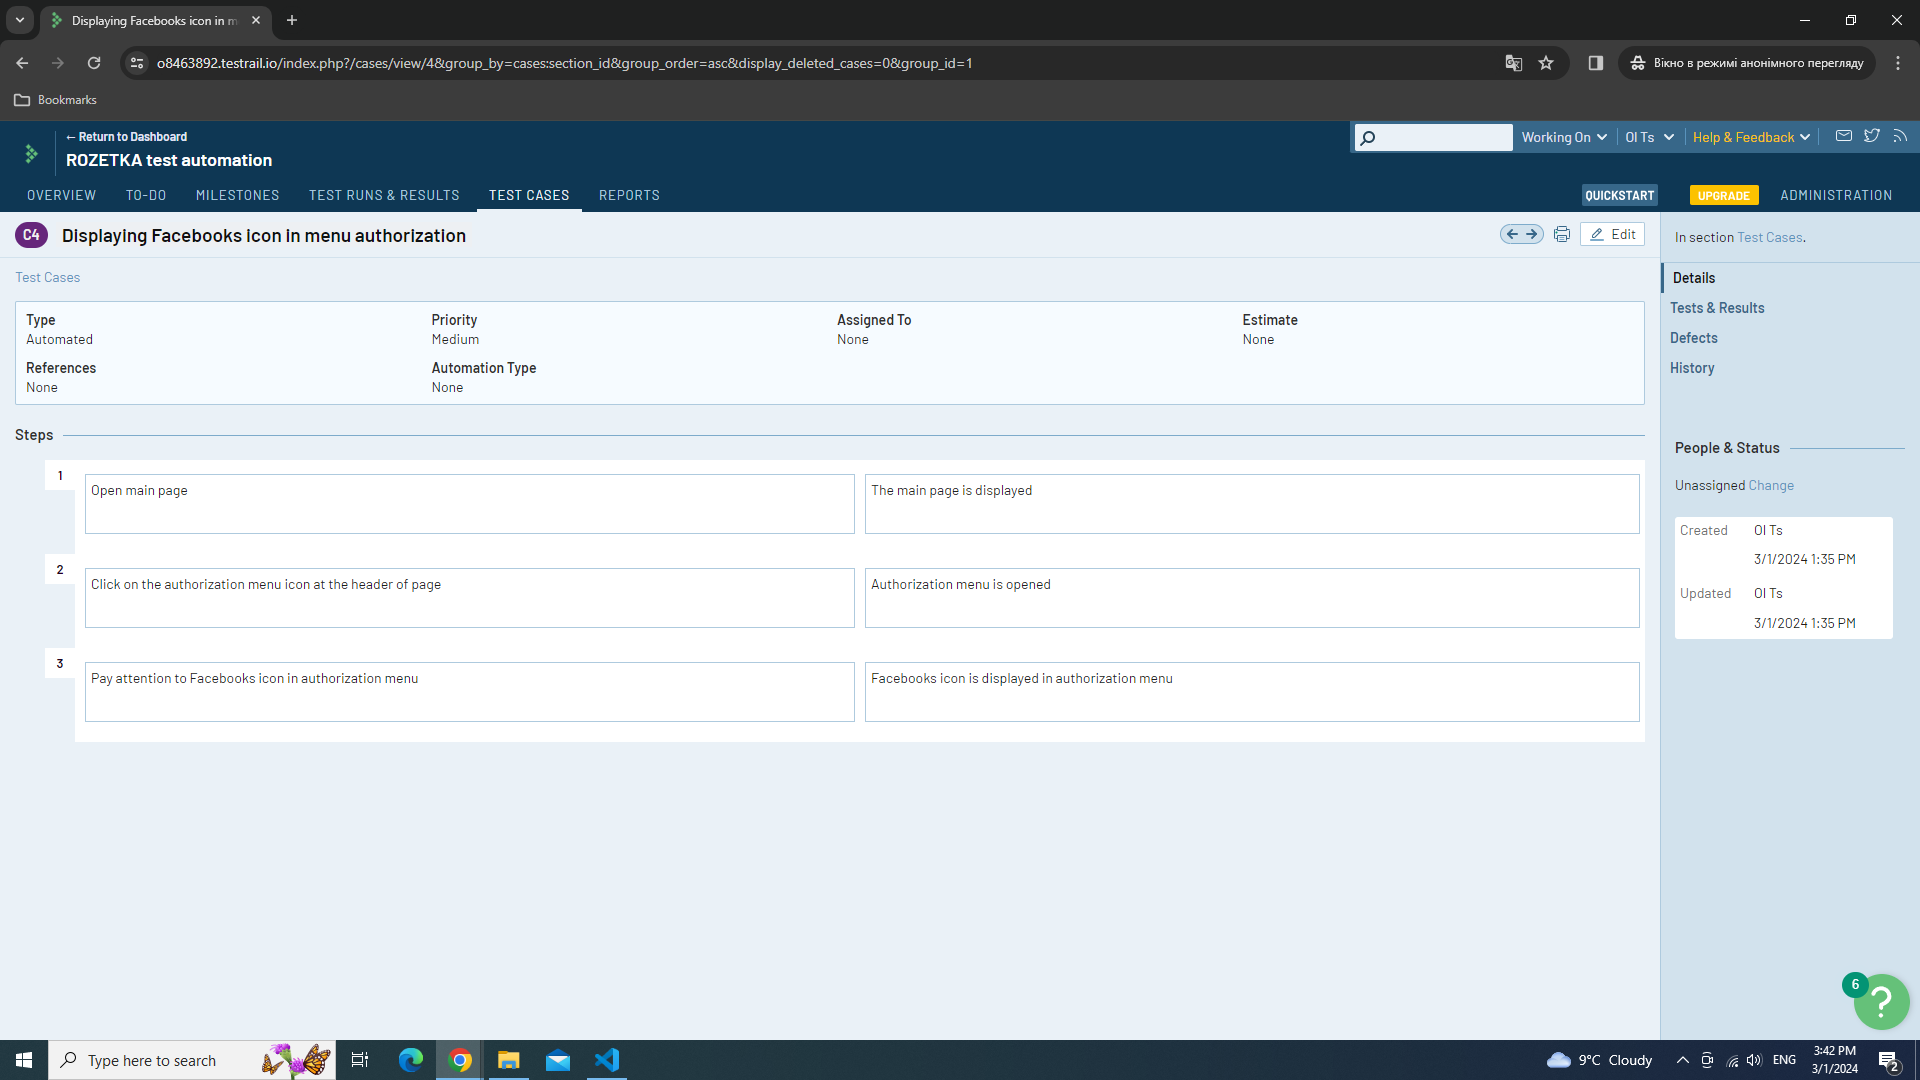 Displaying Facebooks icon in m
o8463892.testrail.io/index.php?/cases/view/4&group_by=cases:section_id&group_order=asc&display_deleted_cases=0&group_id=1
Вікно в режимі анонімного перегляду
Bookmarks
← Return to Dashboard
ROZETKA test automation
Working On
Ol Ts
Help & Feedback
OVERVIEW
TO-DO
MILESTONES
TEST RUNS & RESULTS
TEST CASES
REPORTS
QUICKSTART
UPGRADE
ADMINISTRATION
C4
Displaying Facebooks icon in menu authorization
Edit
In section Test Cases.
Test Cases
Details
Tests & Results
Defects
History
Type
Automated
Priority
Medium
Assigned To
None
Estimate
None
References
None
Automation Type
None
Steps
1
Open main page
The main page is displayed
2
Click on the authorization menu icon at the header of page
Authorization menu is opened
3
Pay attention to Facebooks icon in authorization menu
Facebooks icon is displayed in authorization menu
People & Status
Unassigned Change
Created
Ol Ts
3/1/2024 1:35 PM
Updated
Ol Ts
3/1/2024 1:35 PM
6
?
Type here to search
9°C Cloudy
ENG
3:42 PM
3/1/2024
2